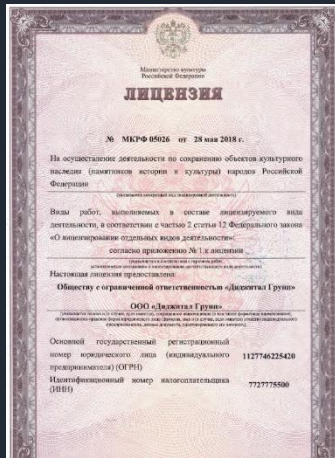 Министерство культуры
Российской Федерации
ЛИЦЕНЗИЯ
№ МКРФ 05026 от 28 мая 2018 г.
На осуществление деятельности по сохранению объектов культурного
наследия (памятников истории и культуры) народов Российской
Федерации
Виды работ, выполняемых в составе лицензируемого вида
деятельности, в соответствии с частью 2 статьи 12 Федерального закона
«О лицензировании отдельных видов деятельности»:
согласно приложению № 1 к лицензии
Настоящая лицензия предоставлена:
Обществу с ограниченной ответственностью «Диджитал Групп»
ООО «Диджитал Групп»
Основной государственный регистрационный
номер юридического лица (индивидуального 1127746225420
предпринимателя) (ОГРН)
Идентификационный номер налогоплательщика 7727775500
(ИНН)